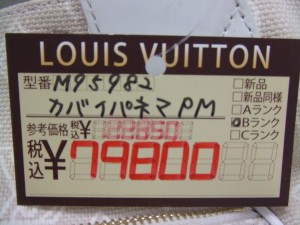 LOUIS VUITTON
型番 M95982
カバイパネマPM
□新品
□新品同様
□Aランク
☑Bランク
□Cランク
参考価格 税込¥
税込¥79800